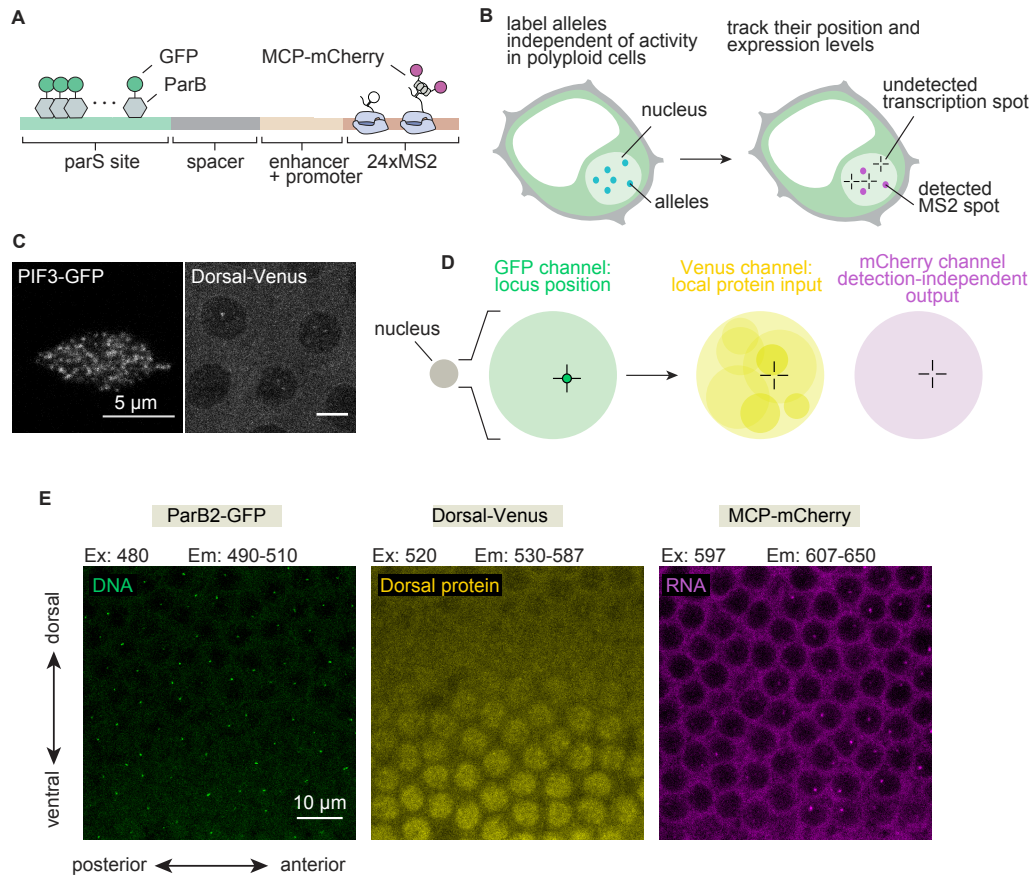 A
GFP
ParB
MCP-mCherry
parS site
spacer
enhancer
+ promoter
24xMS2
B
label alleles
independent of activity
in polyploid cells
track their position and
expression levels
nucleus
alleles
undetected
transcription spot
detected
MS2 spot
C
PIF3-GFP
5 µm
Dorsal-Venus
D
nucleus
GFP channel:
locus position
Venus channel:
local protein input
mCherry channel
detection-independent
output
E
ParB2-GFP
Dorsal-Venus
MCP-mCherry
Ex: 480 Em: 490-510
Ex: 520 Em: 530-587
Ex: 597 Em: 607-650
DNA
Dorsal protein
RNA
dorsal
ventral
10 µm
posterior
anterior